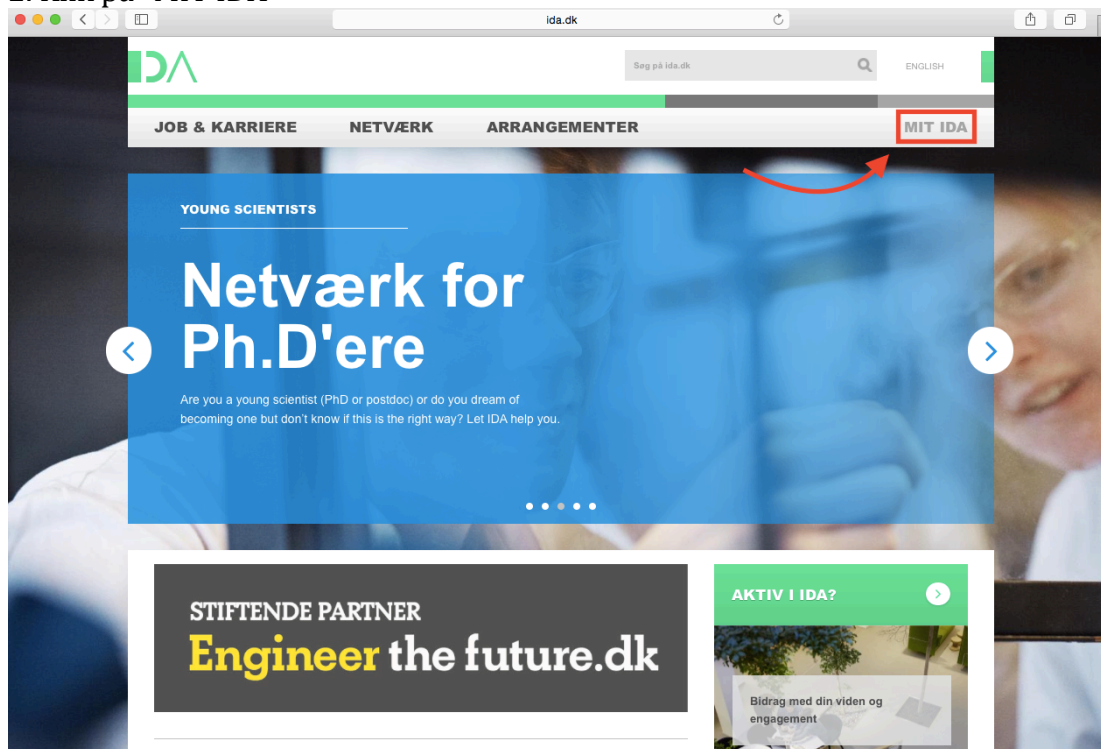 ida.dk
IDA
Søg på ida.dk
ENGLISH
JOB & KARRIERE NETVÆRK ARRANGEMENTER MIT IDA
YOUNG SCIENTISTS
Netværk for
Ph.D'ere
Are you a young scientist (PhD or postdoc) or do you dream of
becoming one but don't know if this is the right way? Let IDA help you.
STIFTENDE PARTNER
Engineer the future.dk
AKTIV I IDA?
Bidrag med din viden og
engagement